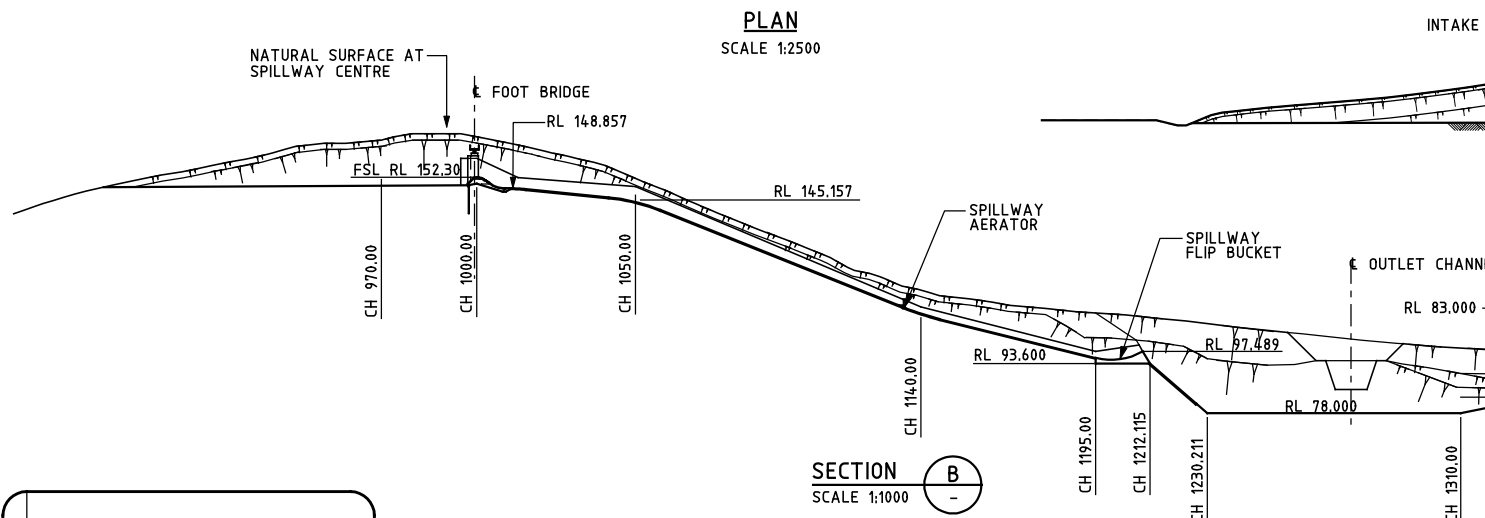 PLAN
SCALE 1:2500
INTAKE
NATURAL SURFACE AT
SPILLWAY CENTRE
℄ FOOT BRIDGE
RL 148.857
FSL RL 152.30
RL 145.157
SPILLWAY
AERATOR
SPILLWAY
FLIP BUCKET
℄ OUTLET CHANN
RL 83.000
CH 970.00
CH 1000.00
CH 1050.00
RL 93.600
RL 97.489
CH 1140.00
RL 78.000
CH 1195.00
CH 1212.115
CH 1230.211
CH 1310.00
SECTION B
SCALE 1:1000 -